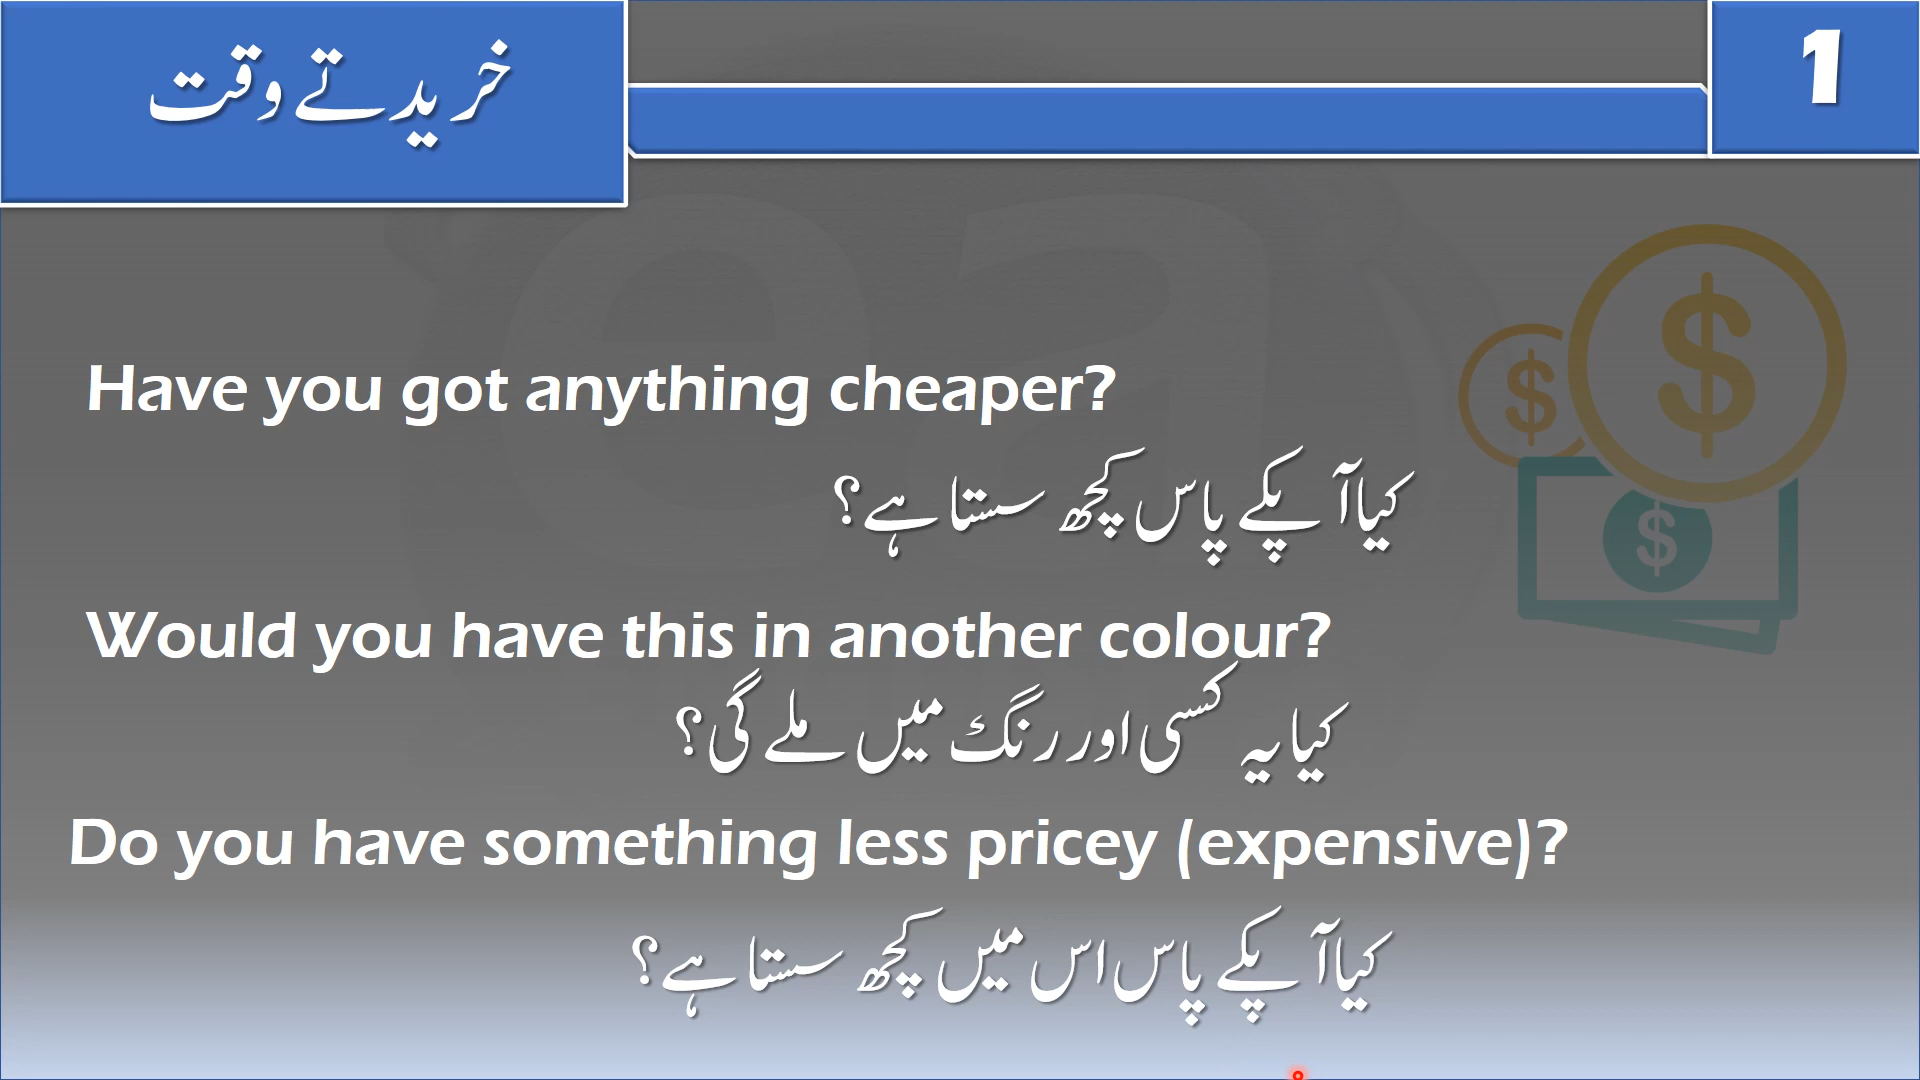 خریدتے وقت
1
Have you got anything cheaper?
کیا آپکے پاس کچھ سستا ہے؟
Would you have this in another colour?
کیا یہ کسی اور رنگ میں ملے گی؟
Do you have something less pricey (expensive)?
کیا آپکے پاس اس میں کچھ سستا ہے؟